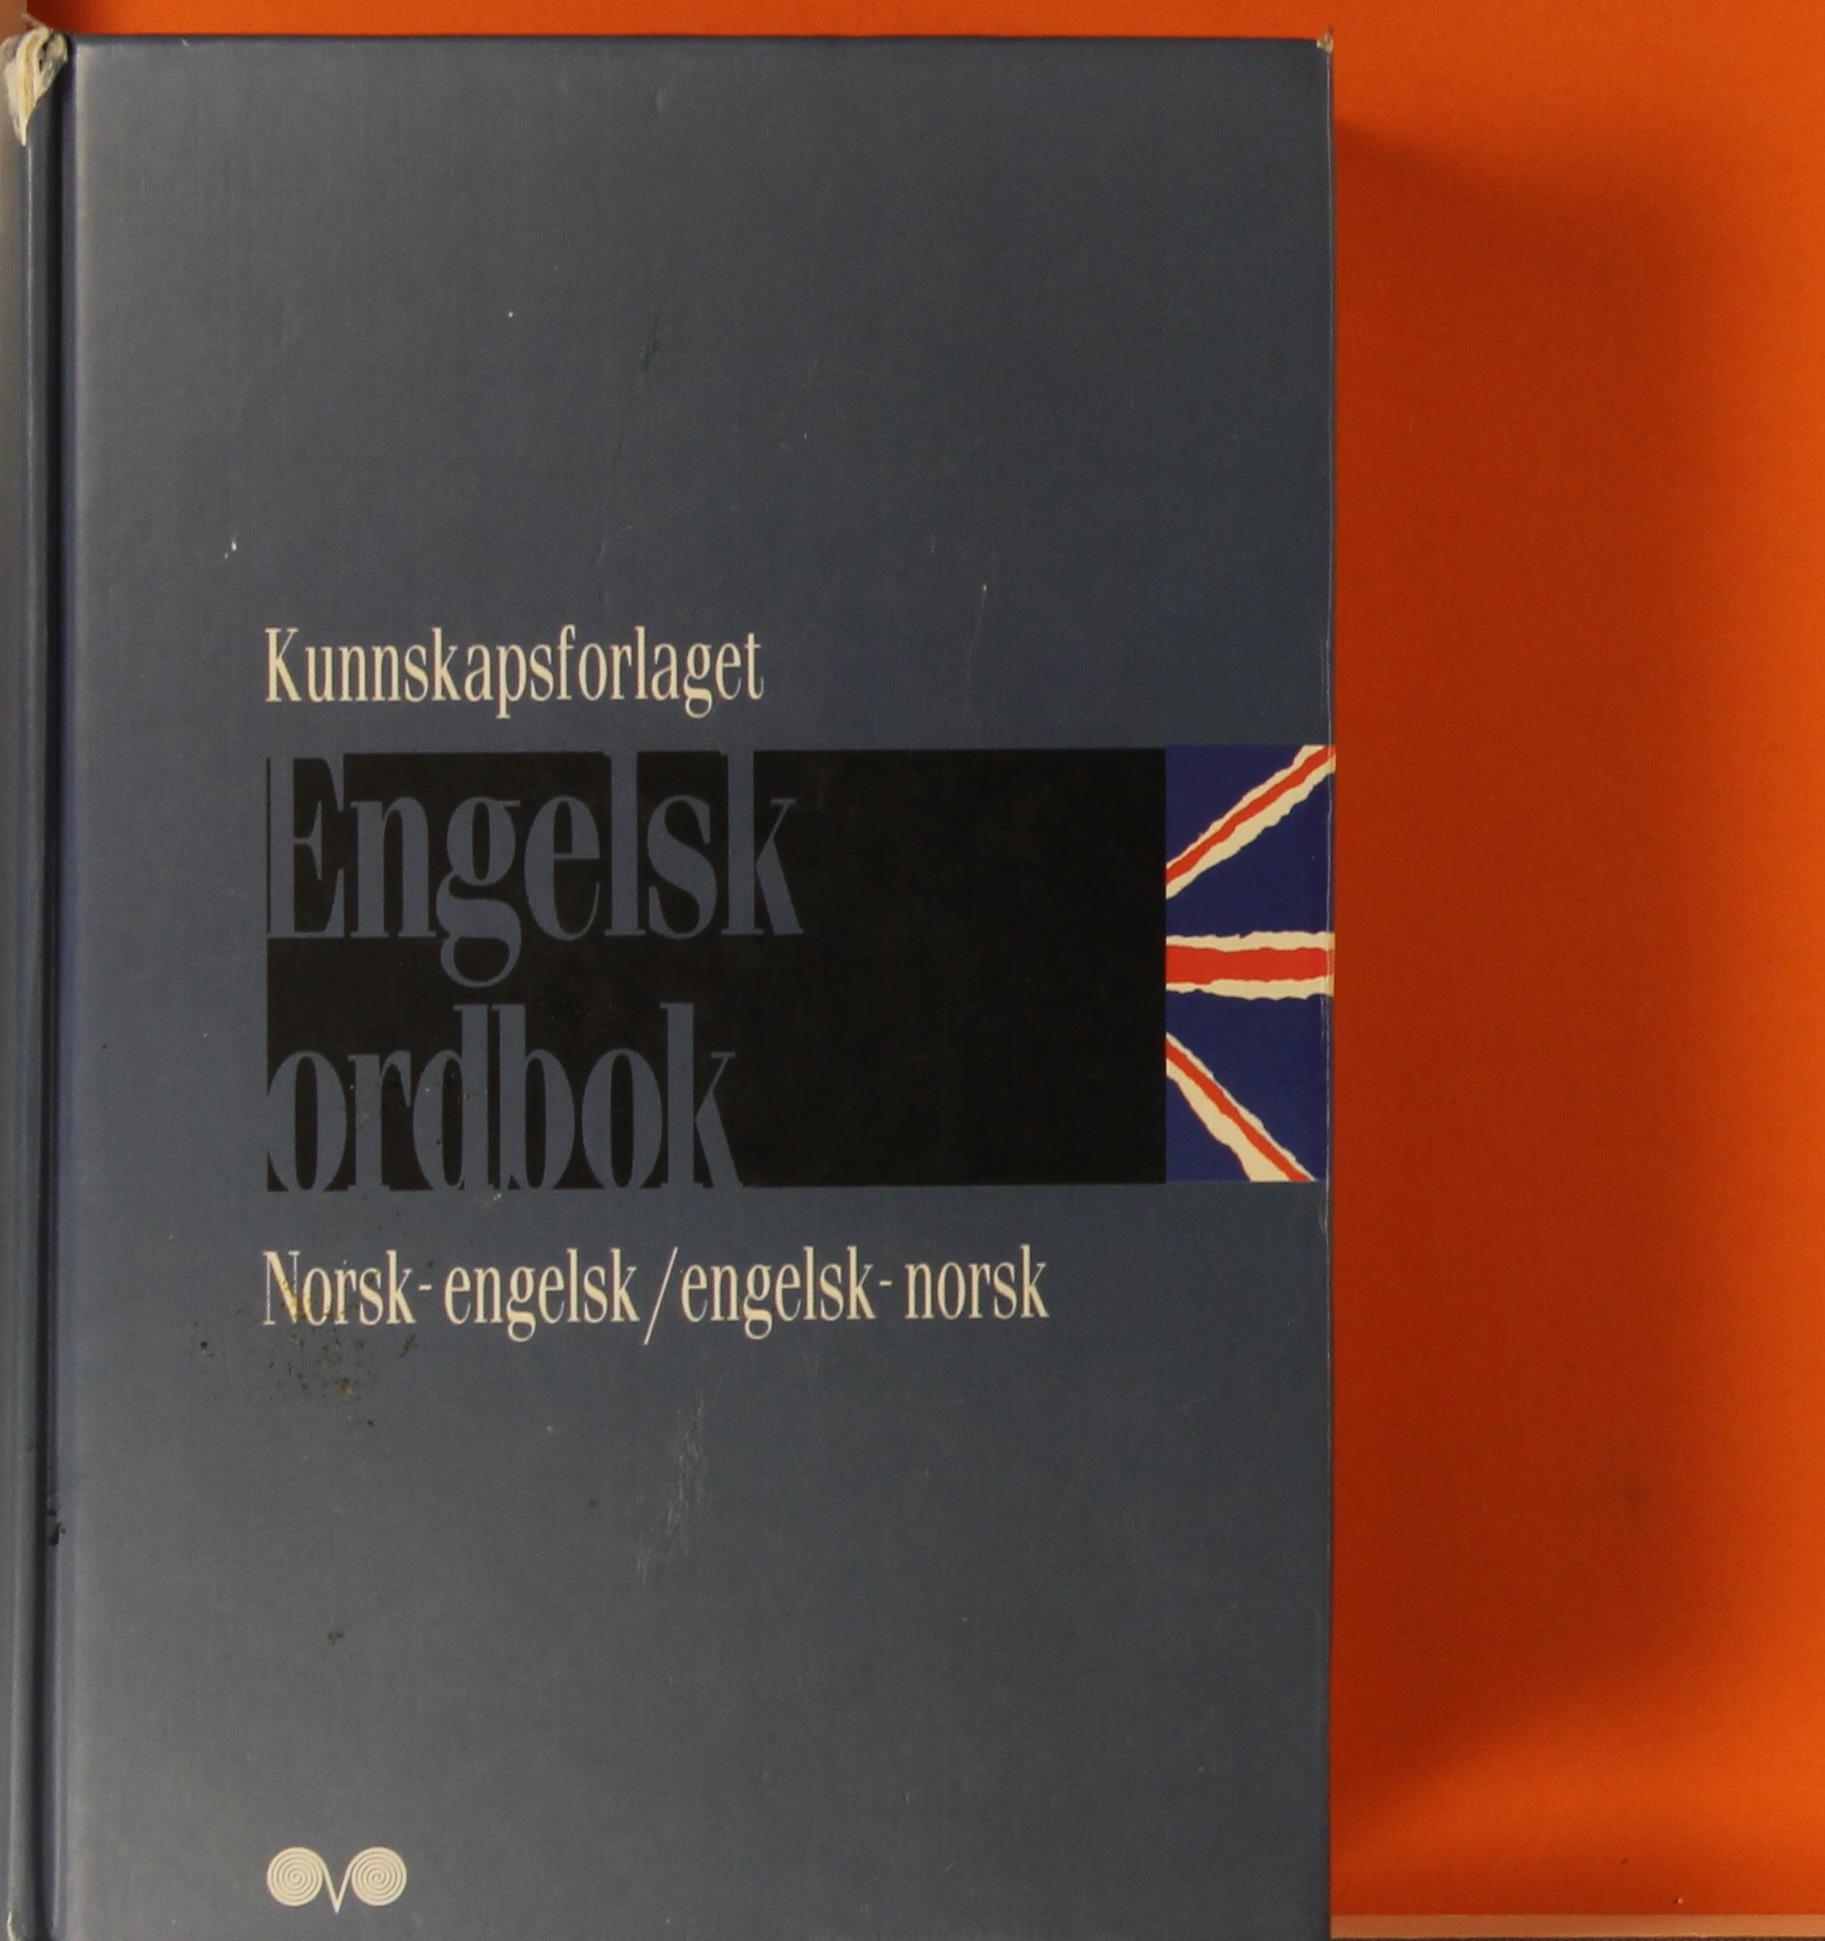 Kunnskapsforlaget
Engelsk
ordbok
Norsk-engelsk/engelsk-norsk